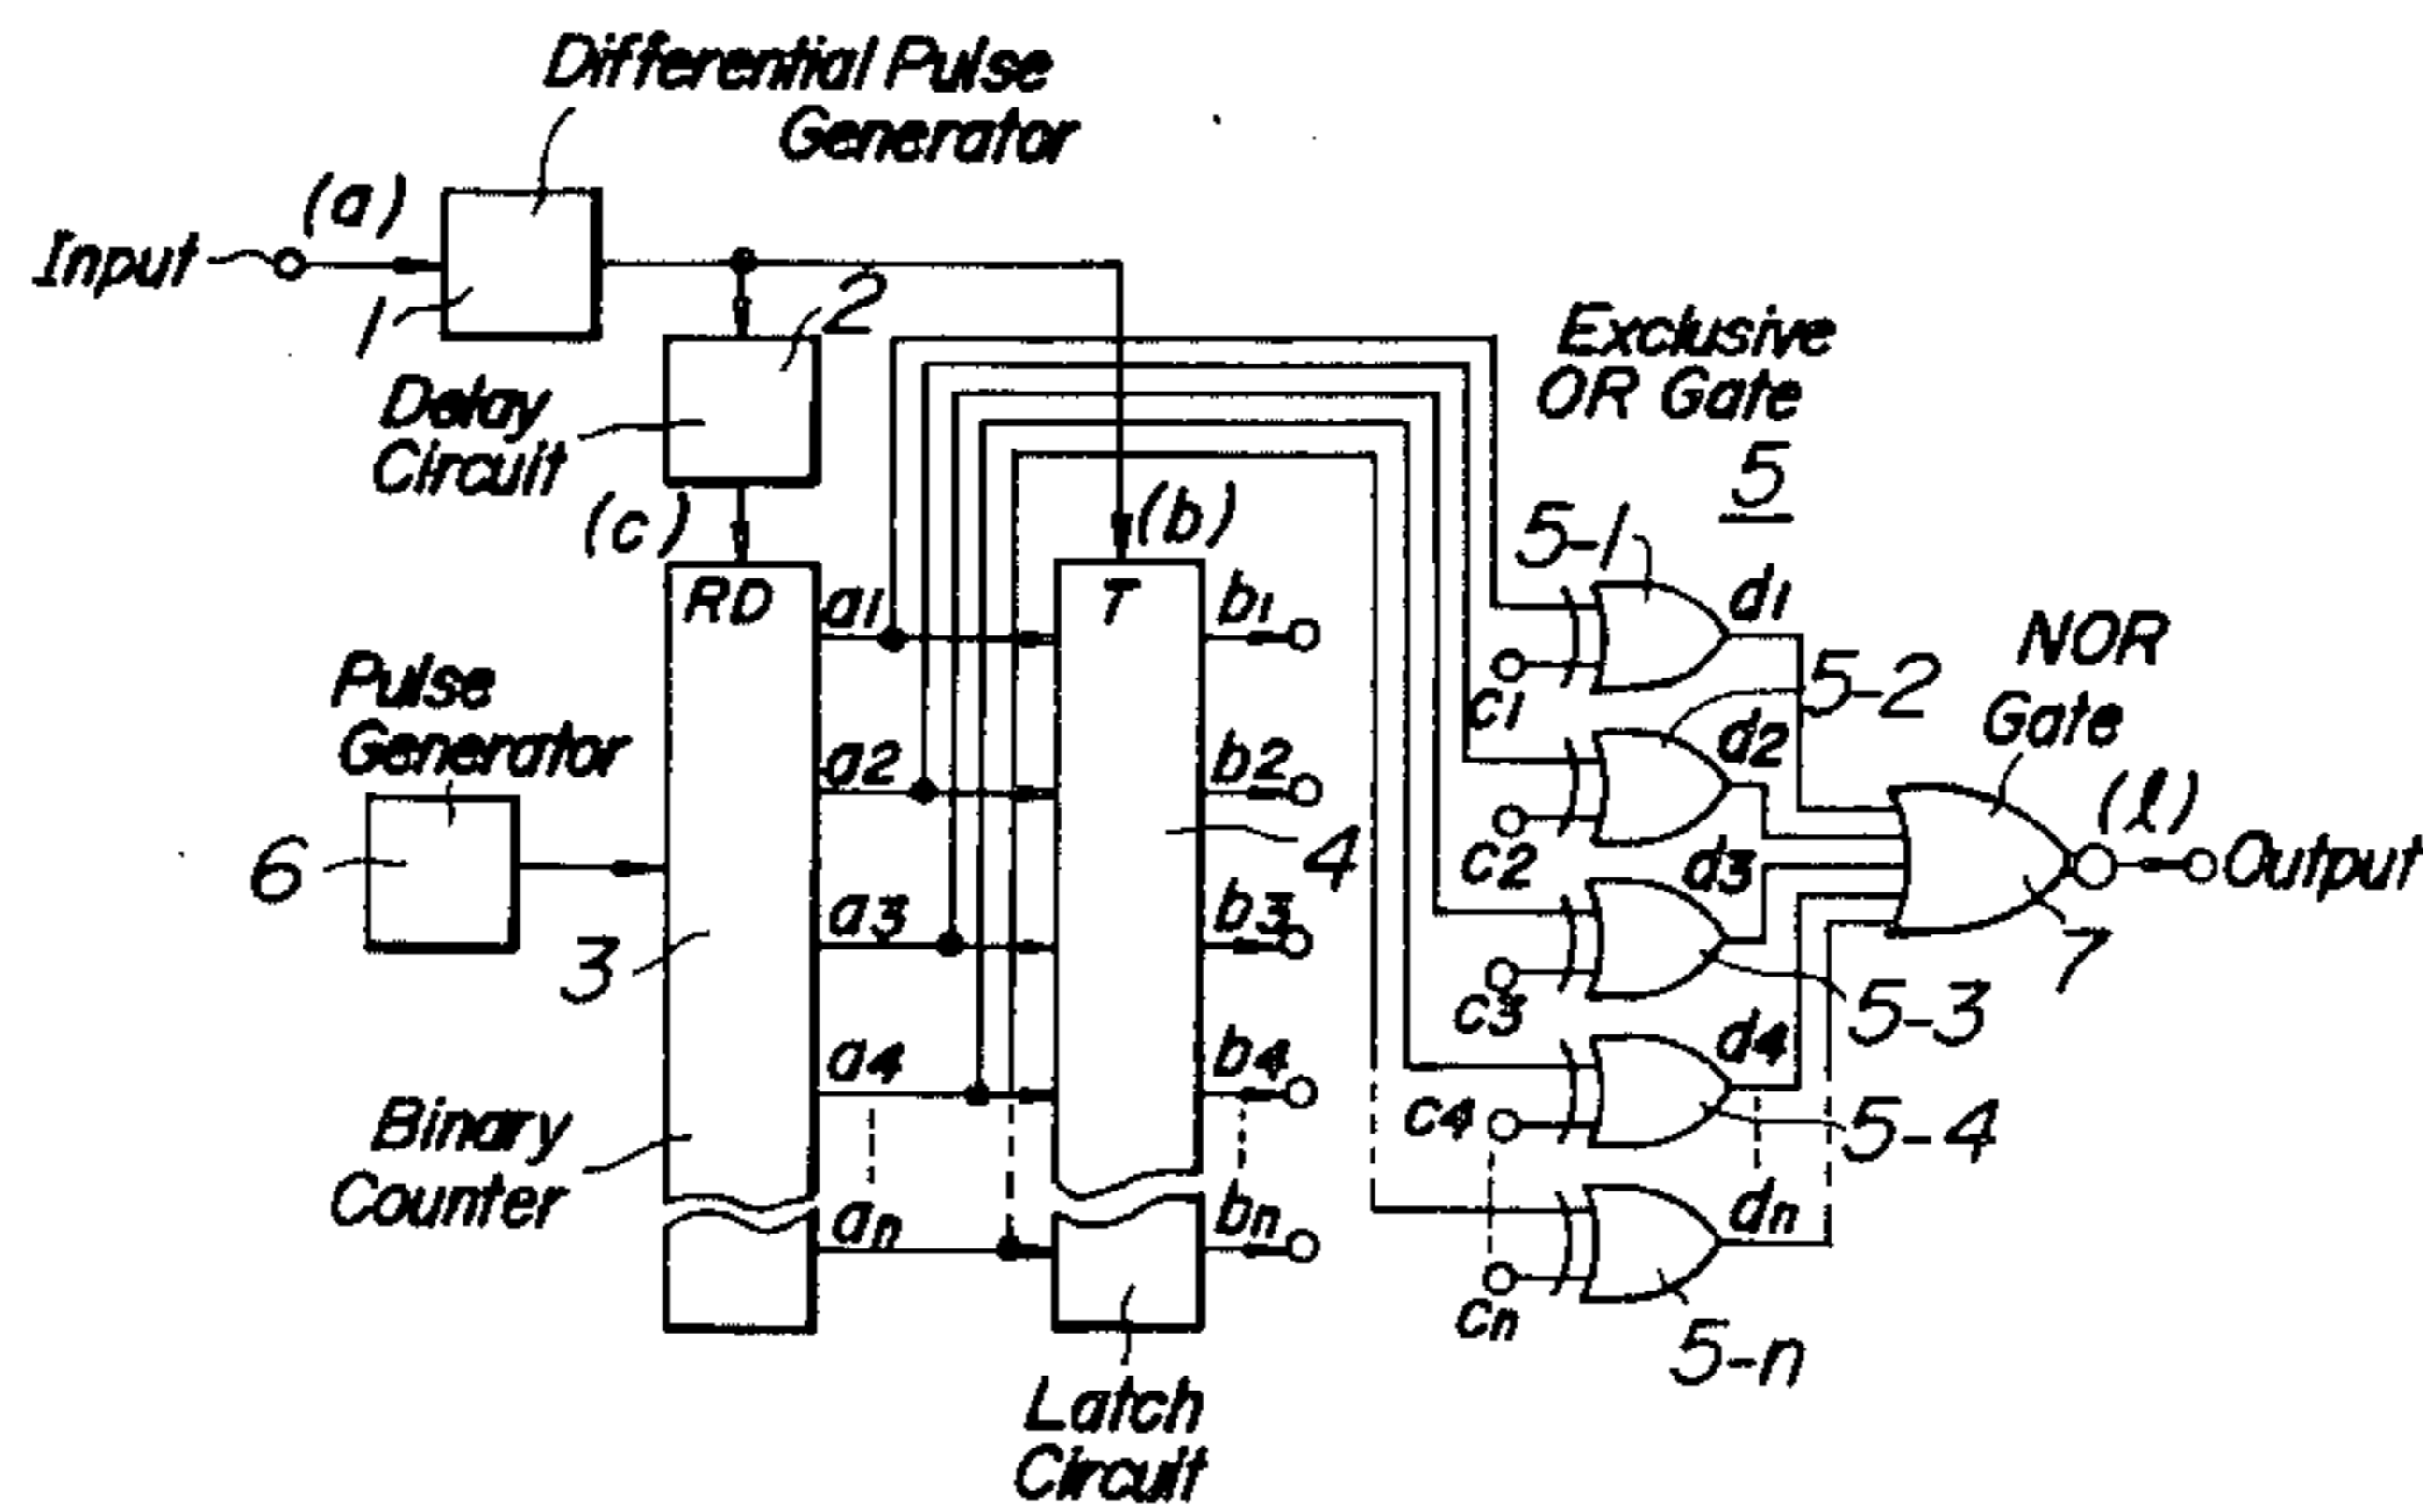 Differential Pulse
Generator
(a)
Input
1
2
Delay
Circuit
(c)
(b)
Exclusive
OR Gate
5
5-1
d1
RD
T
a1
b1
c1
5-2
NOR
Gate
Pulse
Generator
a2
b2
d2
c2
(l)
Output
6
3
4
a3
b3
d3
c3
5-3
7
a4
b4
d4
c4
5-4
Binary
Counter
an
bn
dn
cn
5-n
Latch
Circuit